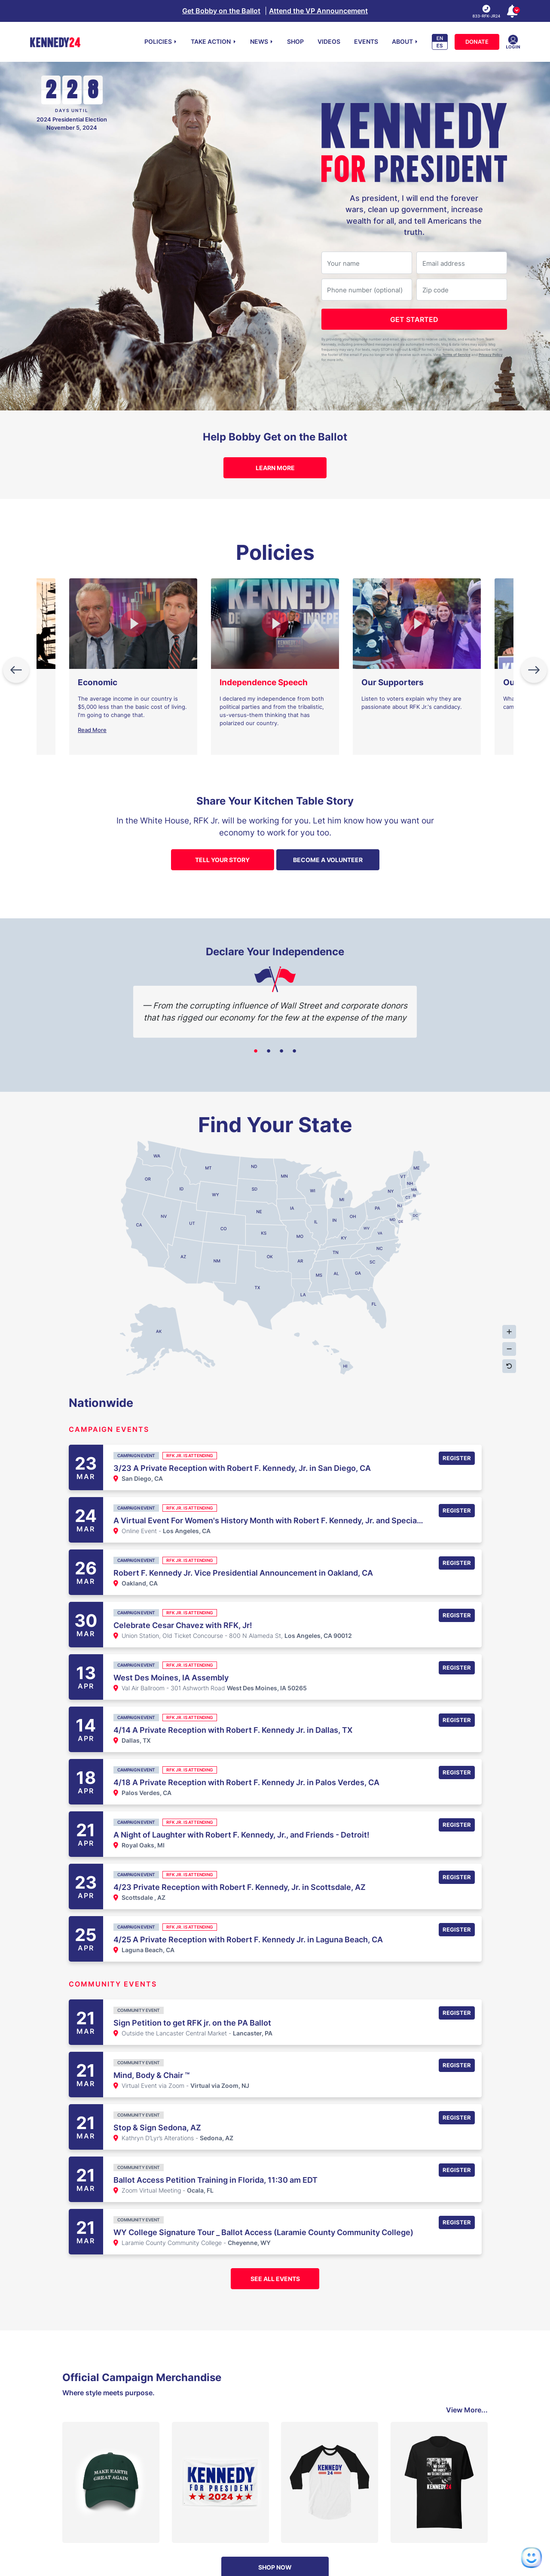 Get Bobby on the Ballot | Attend the VP Announcement
833-RFK-JR24
KENNEDY24
POLICIES
TAKE ACTION
NEWS
SHOP
VIDEOS
EVENTS
ABOUT
EN
ES
DONATE
LOGIN
2 2 8
DAYS UNTIL
2024 Presidential Election
November 5, 2024
KENNEDY
FOR PRESIDENT
As president, I will end the forever
wars, clean up government, increase
wealth for all, and tell Americans the
truth.
Your name
Email address
Phone number (optional)
Zip code
GET STARTED
Help Bobby Get on the Ballot
LEARN MORE
Policies
Economic
The average income in our country is
$5,000 less than the basic cost of living.
I'm going to change that.
Read More
Independence Speech
I declared my independence from both
political parties and from the tribalistic,
us-versus-them thinking that has
polarized our country.
Our Supporters
Listen to voters explain why they are
passionate about RFK Jr.'s candidacy.
Share Your Kitchen Table Story
In the White House, RFK Jr. will be working for you. Let him know how you want our
economy to work for you too.
TELL YOUR STORY
BECOME A VOLUNTEER
Declare Your Independence
— From the corrupting influence of Wall Street and corporate donors
that has rigged our economy for the few at the expense of the many
Find Your State
WA
OR
CA
NV
ID
MT
WY
UT
AZ
CO
NM
ND
SD
NE
KS
OK
TX
MN
IA
MO
AR
LA
WI
IL
MI
IN
OH
KY
TN
MS
AL
GA
FL
SC
NC
VA
WV
PA
NY
VT
NH
ME
MA
RI
CT
NJ
DE
MD
DC
AK
HI
Nationwide
CAMPAIGN EVENTS
23 MAR
CAMPAIGN EVENT RFK JR. IS ATTENDING
3/23 A Private Reception with Robert F. Kennedy, Jr. in San Diego, CA
San Diego, CA
REGISTER
24 MAR
CAMPAIGN EVENT RFK JR. IS ATTENDING
A Virtual Event For Women's History Month with Robert F. Kennedy, Jr. and Specia...
Online Event - Los Angeles, CA
REGISTER
26 MAR
CAMPAIGN EVENT RFK JR. IS ATTENDING
Robert F. Kennedy Jr. Vice Presidential Announcement in Oakland, CA
Oakland, CA
REGISTER
30 MAR
CAMPAIGN EVENT RFK JR. IS ATTENDING
Celebrate Cesar Chavez with RFK, Jr!
Union Station, Old Ticket Concourse - 800 N Alameda St, Los Angeles, CA 90012
REGISTER
13 APR
CAMPAIGN EVENT RFK JR. IS ATTENDING
West Des Moines, IA Assembly
Val Air Ballroom - 301 Ashworth Road West Des Moines, IA 50265
REGISTER
14 APR
CAMPAIGN EVENT RFK JR. IS ATTENDING
4/14 A Private Reception with Robert F. Kennedy Jr. in Dallas, TX
Dallas, TX
REGISTER
18 APR
CAMPAIGN EVENT RFK JR. IS ATTENDING
4/18 A Private Reception with Robert F. Kennedy Jr. in Palos Verdes, CA
Palos Verdes, CA
REGISTER
21 APR
CAMPAIGN EVENT RFK JR. IS ATTENDING
A Night of Laughter with Robert F. Kennedy, Jr., and Friends - Detroit!
Royal Oaks, MI
REGISTER
23 APR
CAMPAIGN EVENT RFK JR. IS ATTENDING
4/23 Private Reception with Robert F. Kennedy, Jr. in Scottsdale, AZ
Scottsdale , AZ
REGISTER
25 APR
CAMPAIGN EVENT RFK JR. IS ATTENDING
4/25 A Private Reception with Robert F. Kennedy Jr. in Laguna Beach, CA
Laguna Beach, CA
REGISTER
COMMUNITY EVENTS
21 MAR
COMMUNITY EVENT
Sign Petition to get RFK jr. on the PA Ballot
Outside the Lancaster Central Market - Lancaster, PA
REGISTER
21 MAR
COMMUNITY EVENT
Mind, Body & Chair ™
Virtual Event via Zoom - Virtual via Zoom, NJ
REGISTER
21 MAR
COMMUNITY EVENT
Stop & Sign Sedona, AZ
Kathryn D'Lyr's Alterations - Sedona, AZ
REGISTER
21 MAR
COMMUNITY EVENT
Ballot Access Petition Training in Florida, 11:30 am EDT
Zoom Virtual Meeting - Ocala, FL
REGISTER
21 MAR
COMMUNITY EVENT
WY College Signature Tour _ Ballot Access (Laramie County Community College)
Laramie County Community College - Cheyenne, WY
REGISTER
SEE ALL EVENTS
Official Campaign Merchandise
Where style meets purpose.
View More...
MAKE EARTH
GREAT AGAIN
KENNEDY
FOR PRESIDENT
★ ★ 2024 ★ ★
KENNEDY
24
KENNEDY24
SHOP NOW